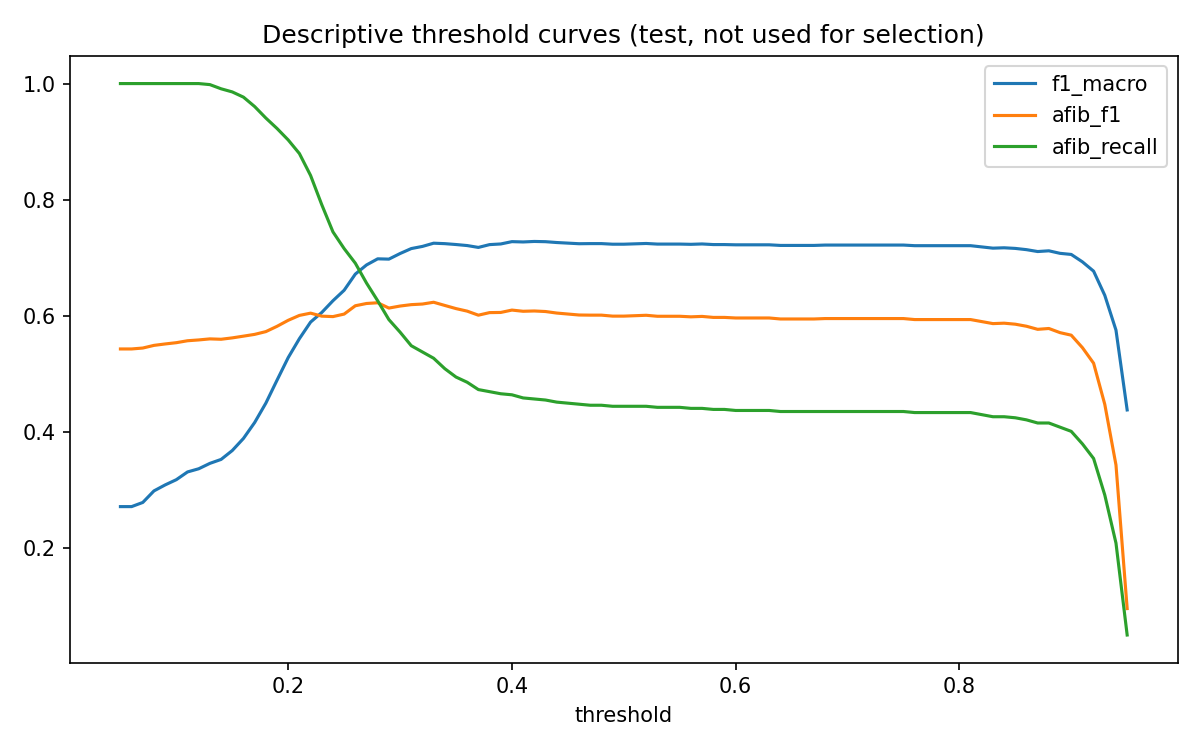 Descriptive threshold curves (test, not used for selection)
f1_macro
afib_f1
afib_recall
1.0
0.8
0.6
0.4
0.2
0.2 0.4 0.6 0.8
threshold